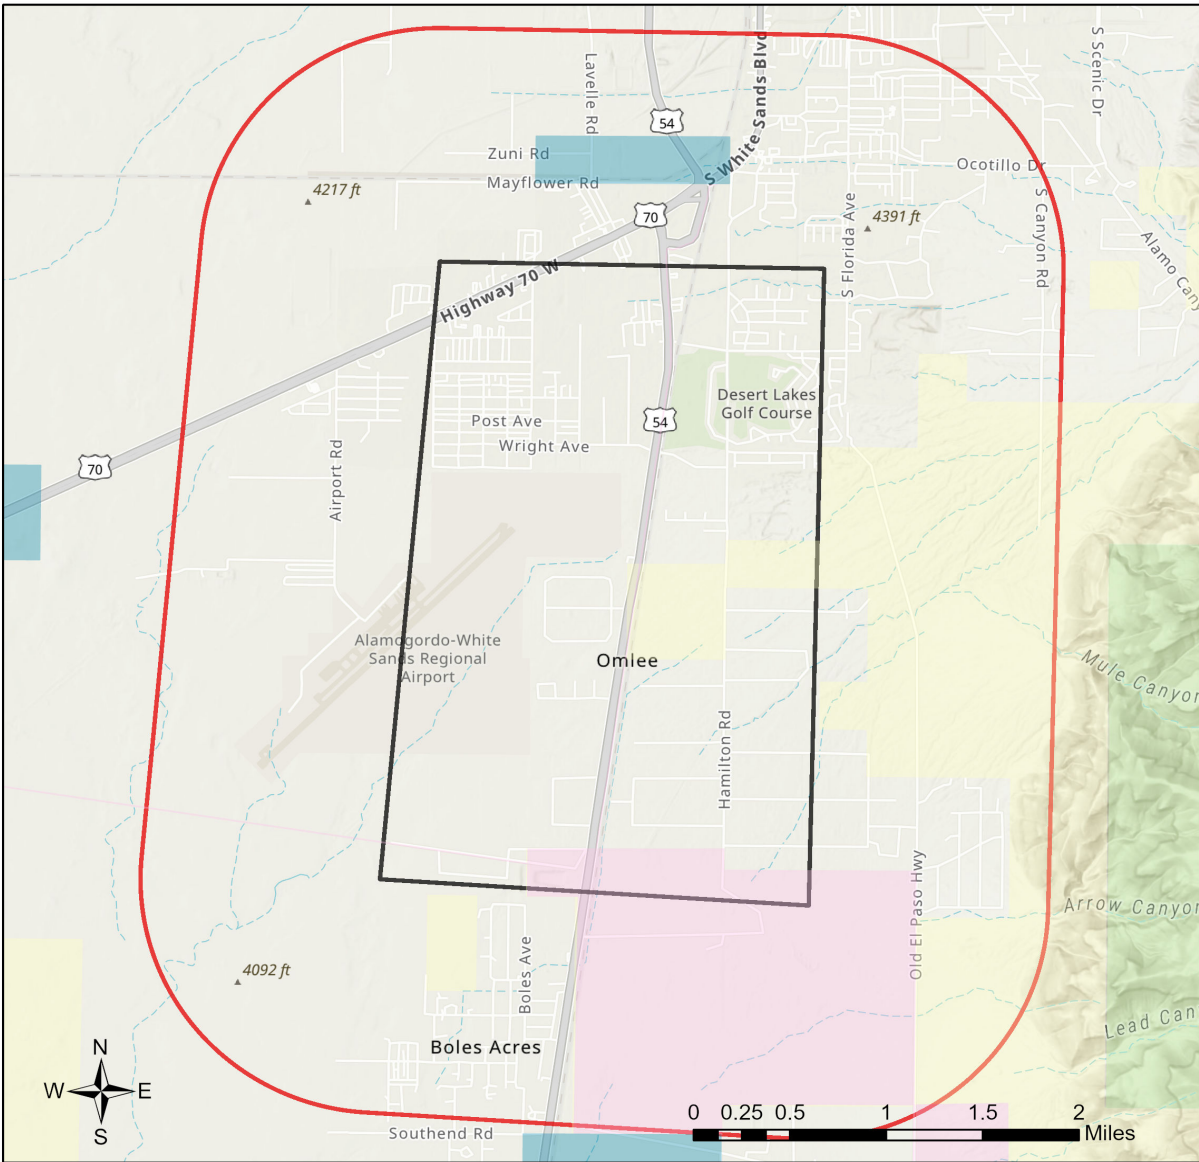 S Scenic Dr
Lavelle Rd
S White Sands Blvd
54
Zuni Rd
Mayflower Rd
Ocotillo Dr
4217 ft
S Canyon Rd
S Florida Ave
70
4391 ft
Alamo Cany
Highway 70 W
Desert Lakes
Golf Course
54
Post Ave
Wright Ave
70
Airport Rd
Alamogordo-White
Sands Regional
Airport
Omlee
Mule Canyon
Hamilton Rd
Old El Paso Hwy
Arrow Canyon
4092 ft
Boles Ave
Lead Can
Boles Acres
N
W
E
S
0 0.25 0.5 1 1.5 2
Miles
Southend Rd